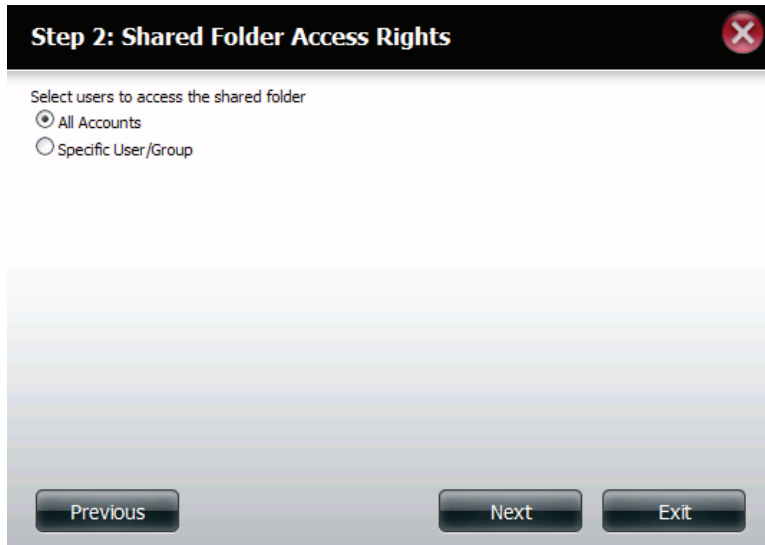 Step 2: Shared Folder Access Rights
Select users to access the shared folder
All Accounts
Specific User/Group
Previous Next Exit